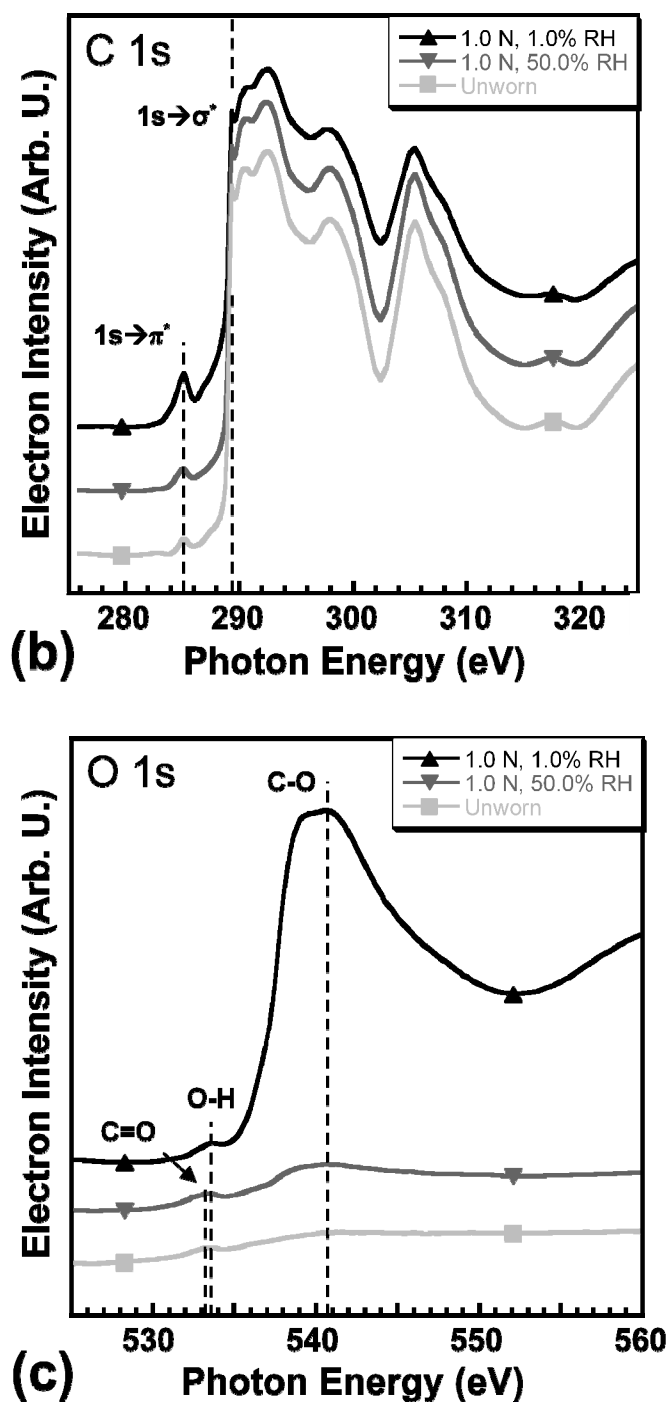 C 1s
1.0 N, 1.0% RH
1.0 N, 50.0% RH
Unworn
1s→σ*
1s→π*
Electron Intensity (Arb. U.)
280 290 300 310 320
(b) Photon Energy (eV)
O 1s
1.0 N, 1.0% RH
1.0 N, 50.0% RH
Unworn
C-O
O-H
C=O
Electron Intensity (Arb. U.)
530 540 550 560
(c) Photon Energy (eV)